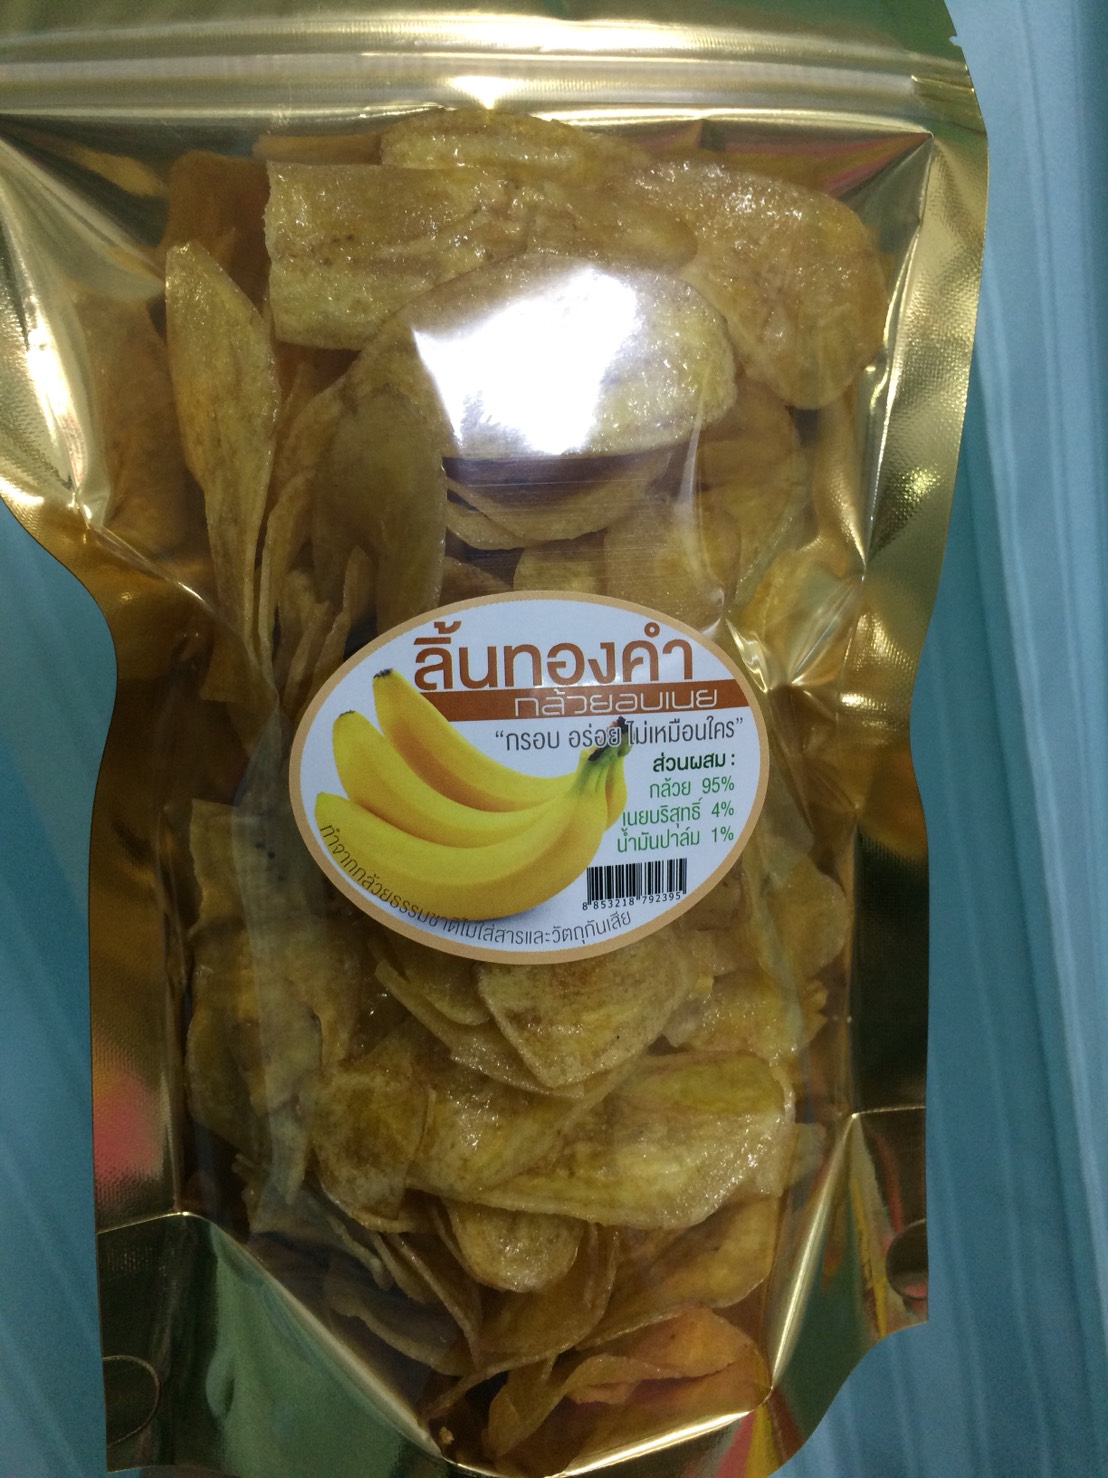 ลิ้นทองคำ
กล้วยอบเนย
“กรอบ อร่อย ไม่เหมือนใคร”
ส่วนผสม :
กล้วย 95%
เนยบริสุทธิ์ 4%
น้ำมันปาล์ม 1%
8 853218 792395
ทำจากกล้วยธรรมชาติไม่ใส่สารและวัตถุกันเสีย